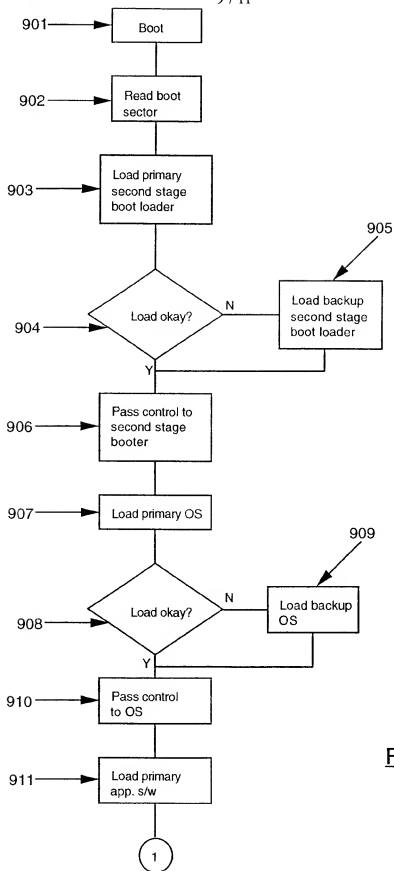 901
Boot
902
Read boot
sector
903
Load primary
second stage
boot loader
905
904
Load okay?
N
Load backup
second stage
boot loader
Y
906
Pass control to
second stage
booter
907
Load primary OS
909
908
Load okay?
N
Load backup
OS
Y
910
Pass control
to OS
911
Load primary
app. s/w
1